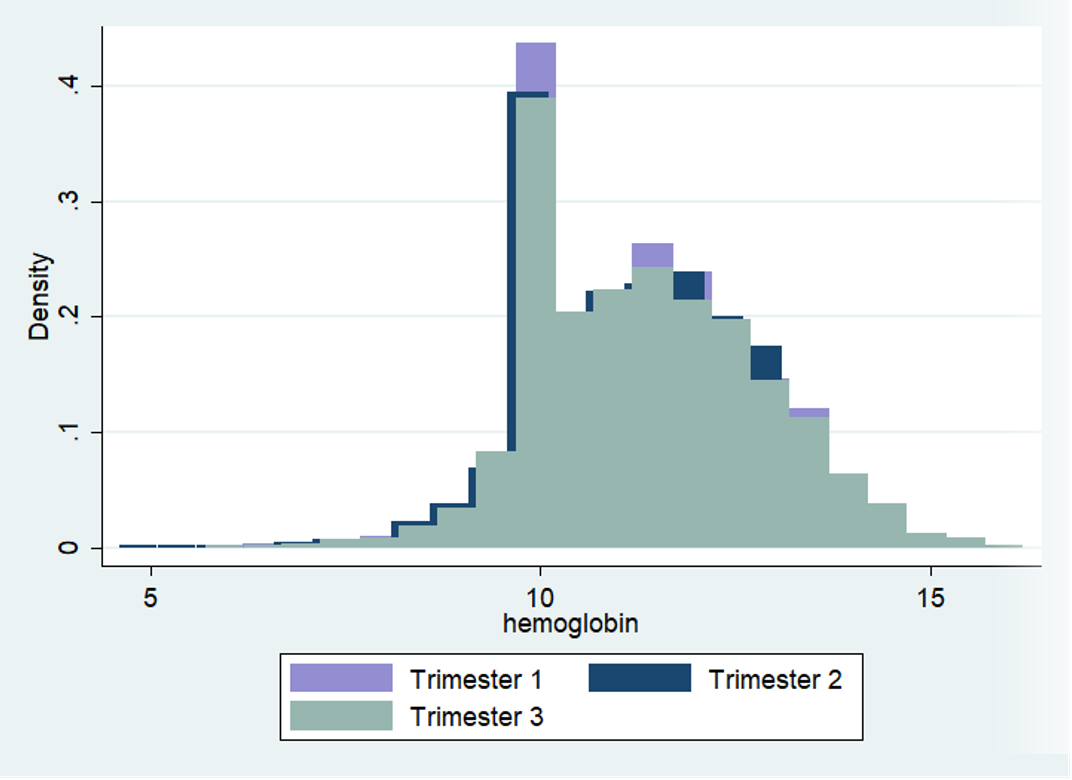 .4
.3
.2
.1
0
Density
5 10 15
hemoglobin
Trimester 1 Trimester 2
Trimester 3